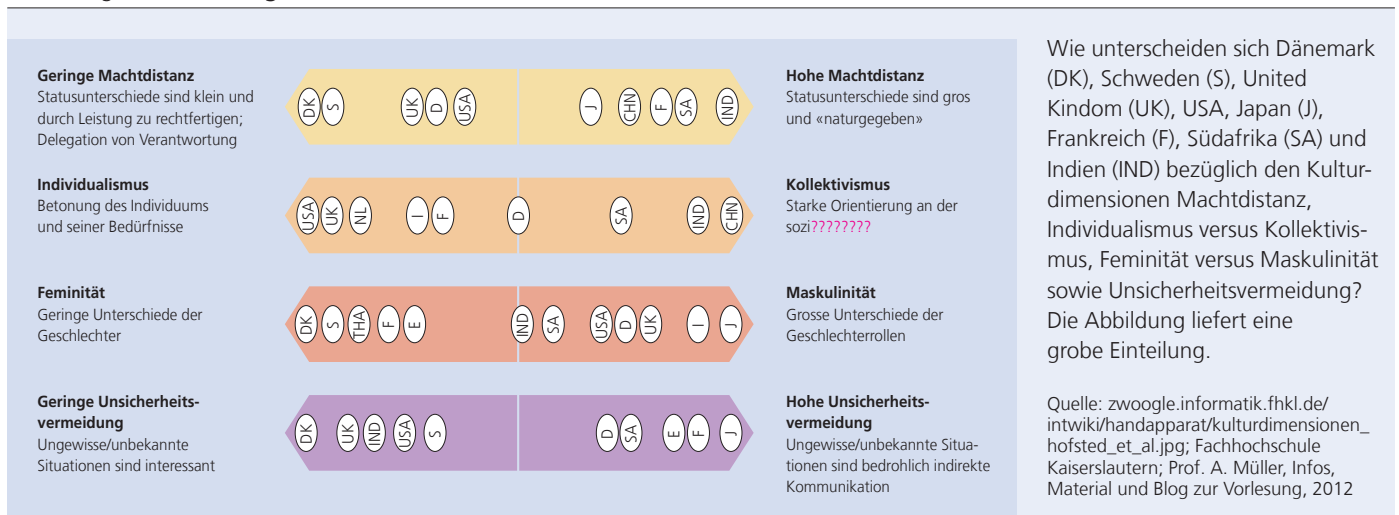 Geringe Machtdistanz
Statusunterschiede sind klein und
durch Leistung zu rechtfertigen;
Delegation von Verantwortung
DK S UK D USA J CHN F SA IND
Hohe Machtdistanz
Statusunterschiede sind gros
und «naturgegeben»
Individualismus
Betonung des Individuums
und seiner Bedürfnisse
USA UK NL I F D SA IND CHN
Kollektivismus
Starke Orientierung an der
sozi????????
Feminität
Geringe Unterschiede der
Geschlechter
DK S THA F E IND SA USA D UK I J
Maskulinität
Grosse Unterschiede der
Geschlechterrollen
Geringe Unsicherheits-
vermeidung
Ungewisse/unbekannte
Situationen sind interessant
DK UK IND USA S D SA E F J
Hohe Unsicherheits-
vermeidung
Ungewisse/unbekannte Situa-
tionen sind bedrohlich indirekte
Kommunikation
Wie unterscheiden sich Dänemark
(DK), Schweden (S), United
Kindom (UK), USA, Japan (J),
Frankreich (F), Südafrika (SA) und
Indien (IND) bezüglich den Kultur-
dimensionen Machtdistanz,
Individualismus versus Kollektivis-
mus, Feminität versus Maskulinität
sowie Unsicherheitsvermeidung?
Die Abbildung liefert eine
grobe Einteilung.
Quelle: zwoogle.informatik.fhkl.de/
intwiki/handapparat/kulturdimensionen_
hofsted_et_al.jpg; Fachhochschule
Kaiserslautern; Prof. A. Müller, Infos,
Material und Blog zur Vorlesung, 2012